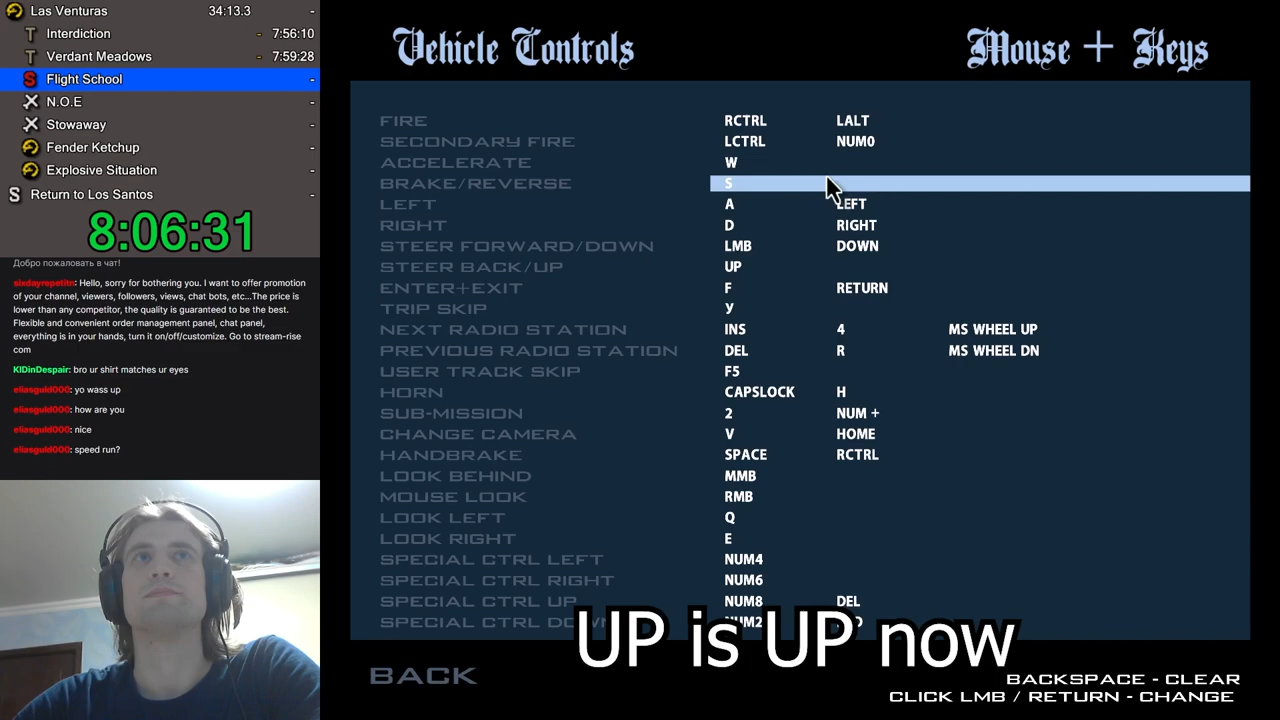 Las Venturas 34:13.3 -
Interdiction - 7:56:10
Verdant Meadows - 7:59:28
Flight School -
N.O.E -
Stowaway -
Fender Ketchup -
Explosive Situation -
Return to Los Santos -
8:06:31
Добро пожаловать в чат!
sixdayrepetitn: Hello, sorry for bothering you. I want to offer promotion
of your channel, viewers, followers, views, chat bots, etc...The price is
lower than any competitor, the quality is guaranteed to be the best.
Flexible and convenient order management panel, chat panel,
everything is in your hands, turn it on/off/customize. Go to stream-rise
com
KIDinDespair: bro ur shirt matches ur eyes
eliasguld000: yo wass up
eliasguld000: how are you
eliasguld000: nice
eliasguld000: speed run?
Vehicle Controls Mouse + Keys
FIRE RCTRL LALT
SECONDARY FIRE LCTRL NUM0
ACCELERATE W
BRAKE/REVERSE S
LEFT A LEFT
RIGHT D RIGHT
STEER FORWARD/DOWN LMB DOWN
STEER BACK/UP UP
ENTER+EXIT F RETURN
TRIP SKIP y
NEXT RADIO STATION INS 4 MS WHEEL UP
PREVIOUS RADIO STATION DEL R MS WHEEL DN
USER TRACK SKIP F5
HORN CAPSLOCK H
SUB-MISSION 2 NUM +
CHANGE CAMERA V HOME
HANDBRAKE SPACE RCTRL
LOOK BEHIND MMB
MOUSE LOOK RMB
LOOK LEFT Q
LOOK RIGHT E
SPECIAL CTRL LEFT NUM4
SPECIAL CTRL RIGHT NUM6
SPECIAL CTRL UP NUM8 DEL
SPECIAL CTRL DOWN NUM2
UP is UP now
BACK
BACKSPACE - CLEAR
CLICK LMB / RETURN - CHANGE